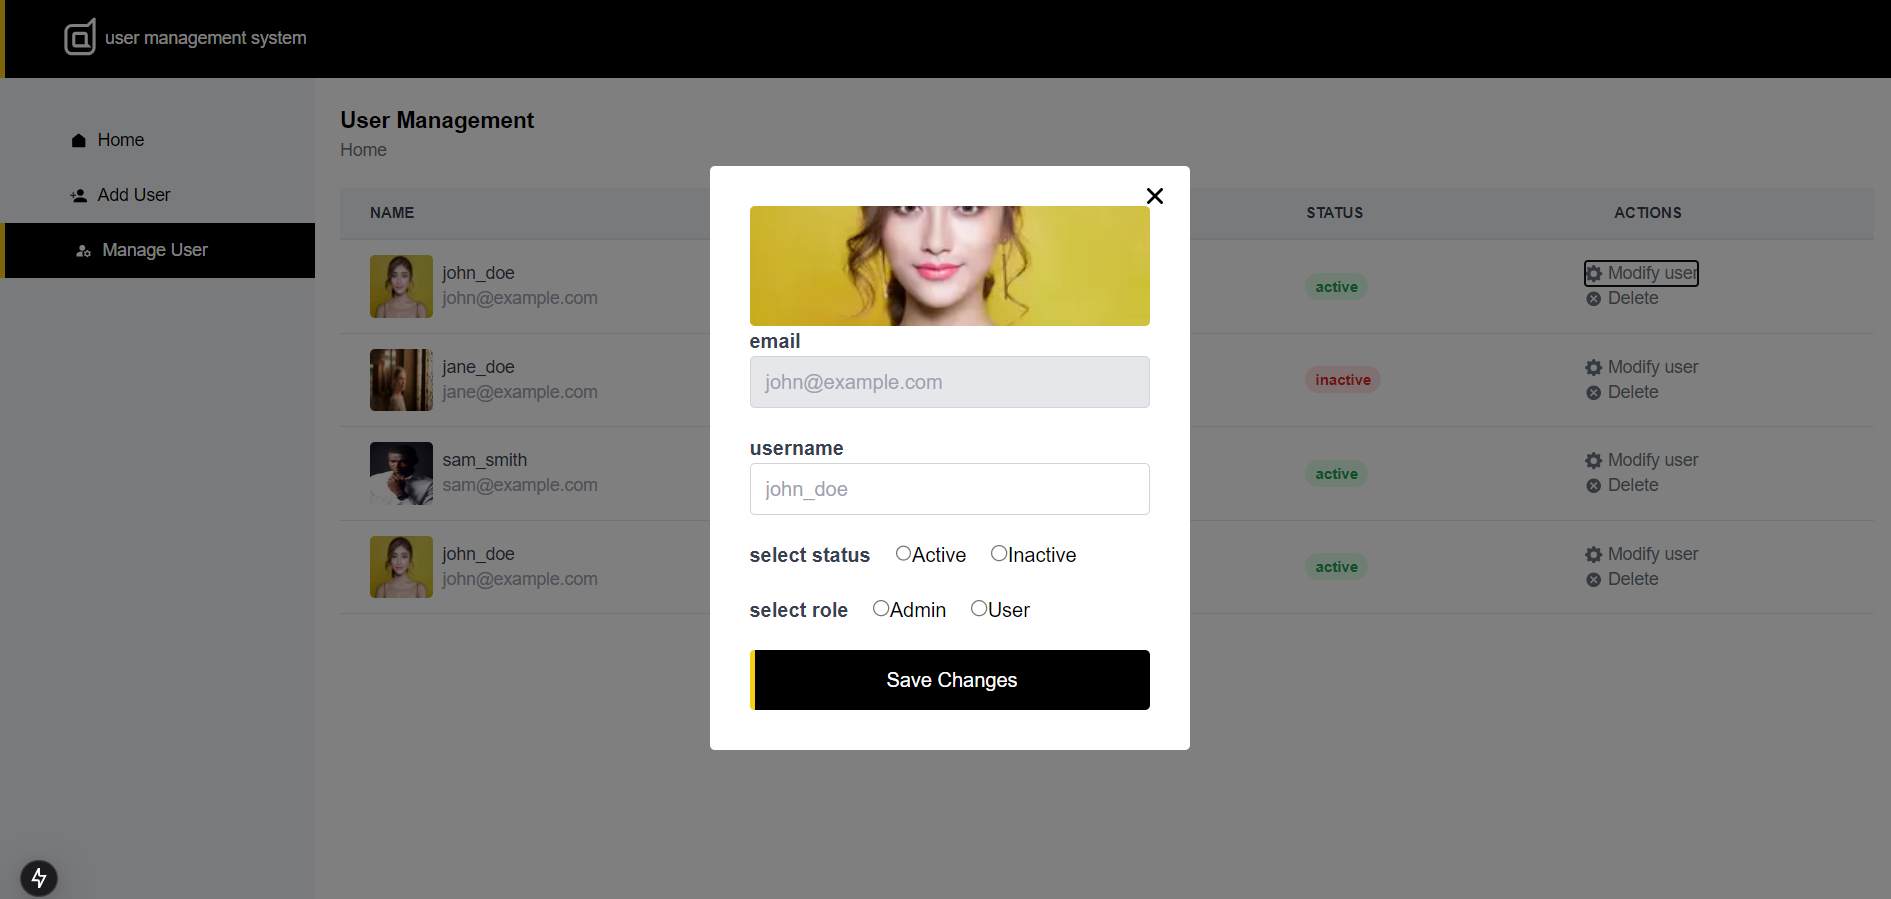 user management system
Home
Add User
Manage User
User Management
Home
NAME
STATUS
ACTIONS
john_doe
john@example.com
active
Modify user
Delete
jane_doe
jane@example.com
inactive
Modify user
Delete
sam_smith
sam@example.com
active
Modify user
Delete
john_doe
john@example.com
active
Modify user
Delete
email
john@example.com
username
john_doe
select status Active Inactive
select role Admin User
Save Changes